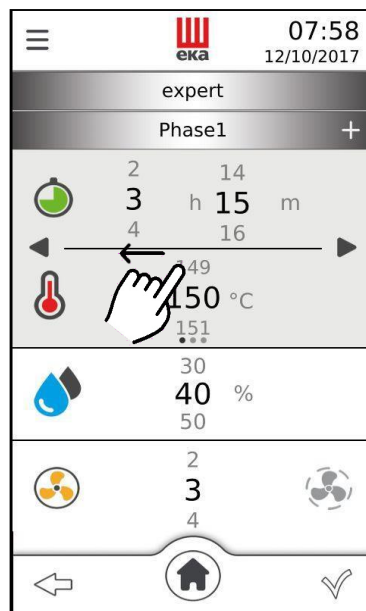 07:58
eka
12/10/2017
expert
Phase1 +
2 14
3 h 15 m
4 16
149
150 °C
151
30
40 %
50
2
3
4